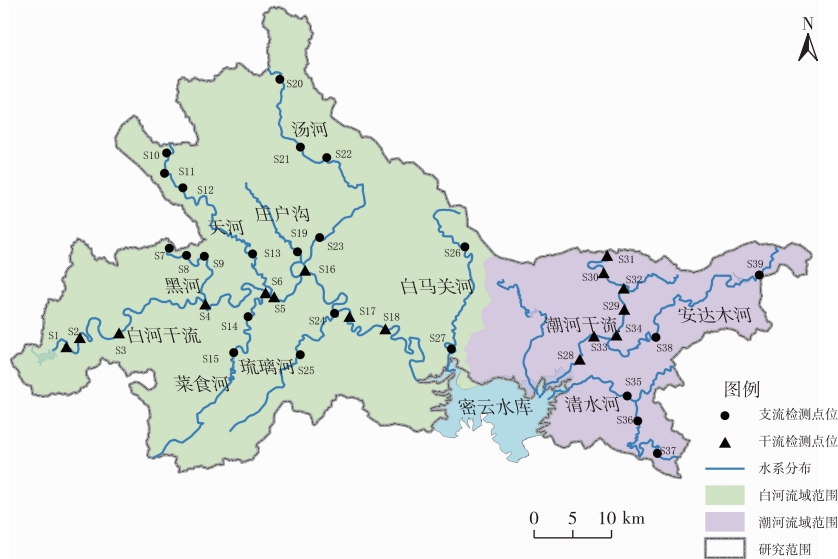 N
S20
汤河
S21
S22
S10
S11
S12
天河
庄户沟
S19
S23
S7
S8
S9
S13
S16
S26
S31
S30
S32
S39
黑河
S6
S5
白马关河
S4
S14
S24
S17
S18
S29
潮河干流
安达木河
S1
S2
S3
白河干流
S34
S33
S38
S15
琉璃河
S25
S27
S28
菜食河
密云水库
清水河
S35
S36
S37
图例
支流检测点位
干流检测点位
水系分布
白河流域范围
潮河流域范围
研究范围
0 5 10 km